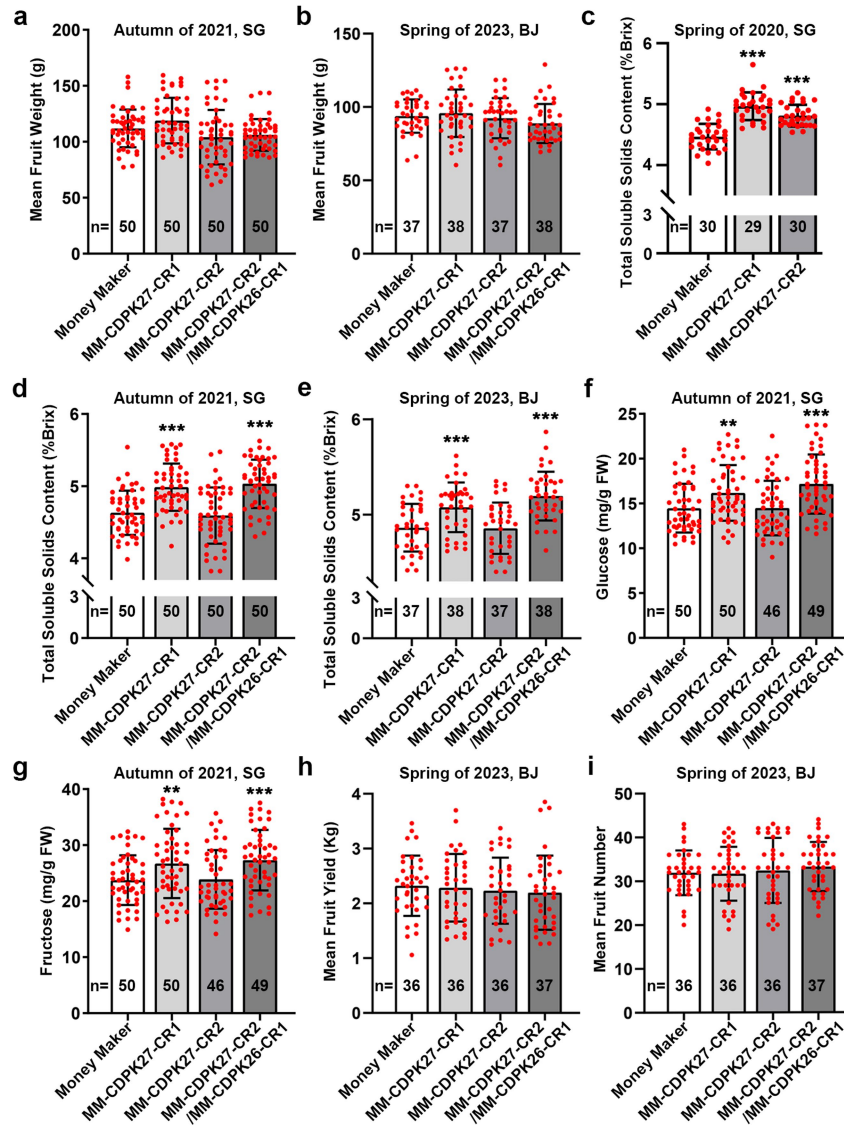 a
Autumn of 2021, SG
Mean Fruit Weight (g)
200
150
100
50
0
n= 50 50 50 50
Money Maker
MM-CDPK27-CR1
MM-CDPK27-CR2
MM-CDPK27-CR2
/MM-CDPK26-CR1
b
Spring of 2023, BJ
Mean Fruit Weight (g)
150
100
50
0
n= 37 38 37 38
Money Maker
MM-CDPK27-CR1
MM-CDPK27-CR2
MM-CDPK27-CR2
/MM-CDPK26-CR1
c
Spring of 2020, SG
Total Soluble Solids Content (%Brix)
6
5
4
3
0
*** ***
n= 30 29 30
Money Maker
MM-CDPK27-CR1
MM-CDPK27-CR2
d
Autumn of 2021, SG
Total Soluble Solids Content (%Brix)
6
5
4
3
0
*** ***
n= 50 50 50 50
Money Maker
MM-CDPK27-CR1
MM-CDPK27-CR2
MM-CDPK27-CR2
/MM-CDPK26-CR1
e
Spring of 2023, BJ
Total Soluble Solids Content (%Brix)
6
5
3
0
*** ***
n= 37 38 37 38
Money Maker
MM-CDPK27-CR1
MM-CDPK27-CR2
MM-CDPK27-CR2
/MM-CDPK26-CR1
f
Autumn of 2021, SG
Glucose (mg/g FW)
25
20
15
10
5
0
** ***
n= 50 50 46 49
Money Maker
MM-CDPK27-CR1
MM-CDPK27-CR2
MM-CDPK27-CR2
/MM-CDPK26-CR1
g
Autumn of 2021, SG
Fructose (mg/g FW)
40
30
20
10
0
** ***
n= 50 50 46 49
Money Maker
MM-CDPK27-CR1
MM-CDPK27-CR2
MM-CDPK27-CR2
/MM-CDPK26-CR1
h
Spring of 2023, BJ
Mean Fruit Yield (Kg)
4
3
2
1
0
n= 36 36 36 37
Money Maker
MM-CDPK27-CR1
MM-CDPK27-CR2
MM-CDPK27-CR2
/MM-CDPK26-CR1
i
Spring of 2023, BJ
Mean Fruit Number
50
40
30
20
10
0
n= 36 36 36 37
Money Maker
MM-CDPK27-CR1
MM-CDPK27-CR2
MM-CDPK27-CR2
/MM-CDPK26-CR1